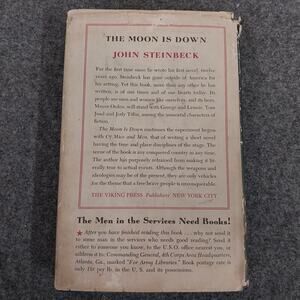 THE MOON IS DOWN
JOHN STEINBECK
For the first time since he wrote his first novel, twelve
years ago, Steinbeck has gone outside of America for
his setting. Yet this book, more than any other he has
written, is of our times and of our hearts today. Its
people are men and women like ourselves, and its hero,
Mayor Orden, will stand with George and Lennie, Tom
Joad and Jody Tiflin, among the immortal characters of
fiction.
The Moon Is Down continues the experiment begun
with Of Mice and Men, that of writing a short novel
having the time and place disciplines of the stage. The
scene of the book is any conquered country in any time.
The author has purposely refrained from making it lit-
erally true to actual events. Although the weapons and
ideologies may be of the present, they are only vehicles
for the theme that a free brave people is unconquerable.
THE VIKING PRESS Publishers NEW YORK CITY
The Men in the Services Need Books!
After you have finished reading this book . . . why not send it
to some man in the services who needs good reading? Send it
either to someone you know, to the U.S.O. office nearest you, or
address it to: Commanding General, 4th Corps Area Headquarters,
Atlanta, Ga., marked "For Army Libraries." Book postage rate is
only per lb. in the U. S. and its possessions.